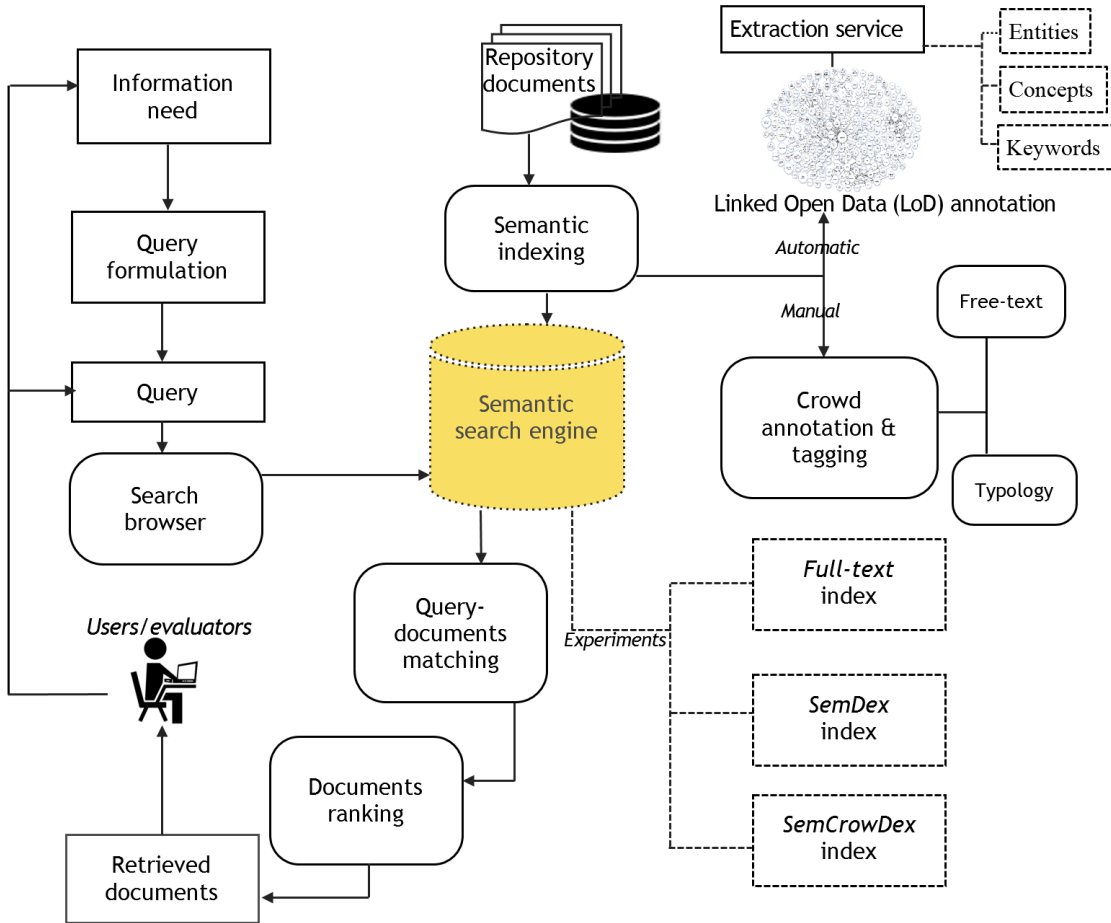 Information
need
Query
formulation
Query
Search
browser
Users/evaluators
Retrieved
documents
Repository
documents
Semantic
indexing
Semantic
search engine
Query-
documents
matching
Documents
ranking
Extraction service
Entities
Concepts
Keywords
Linked Open Data (LoD) annotation
Automatic
Manual
Crowd
annotation &
tagging
Free-text
Typology
Experiments
Full-text
index
SemDex
index
SemCrowDex
index